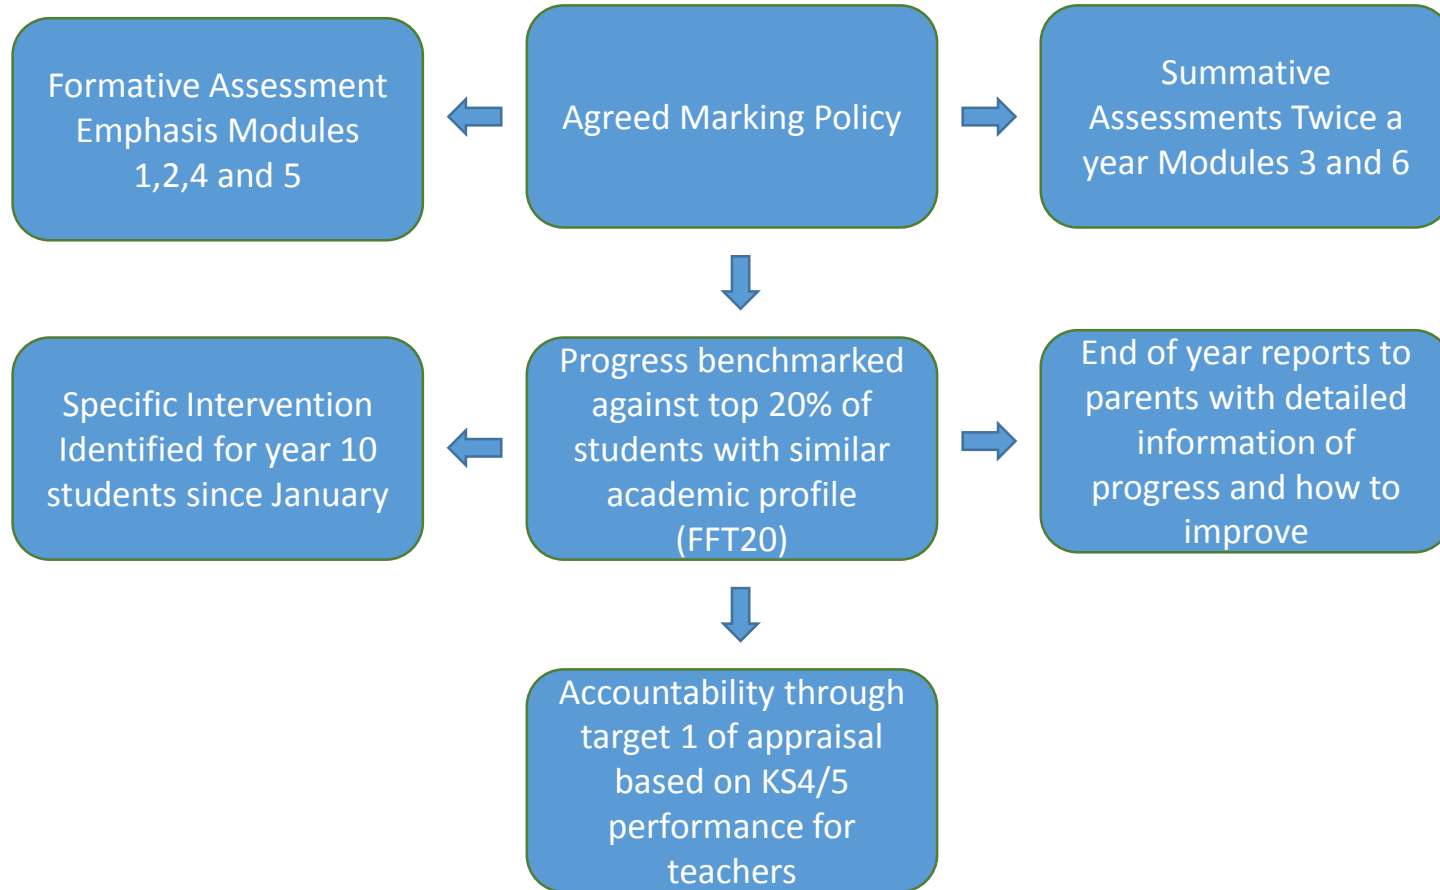 Formative Assessment
Emphasis Modules
1,2,4 and 5
Agreed Marking Policy
Summative
Assessments Twice a
year Modules 3 and 6
Specific Intervention
Identified for year 10
students since January
Progress benchmarked
against top 20% of
students with similar
academic profile
(FFT20)
End of year reports to
parents with detailed
information of
progress and how to
improve
Accountability through
target 1 of appraisal
based on KS4/5
performance for
teachers